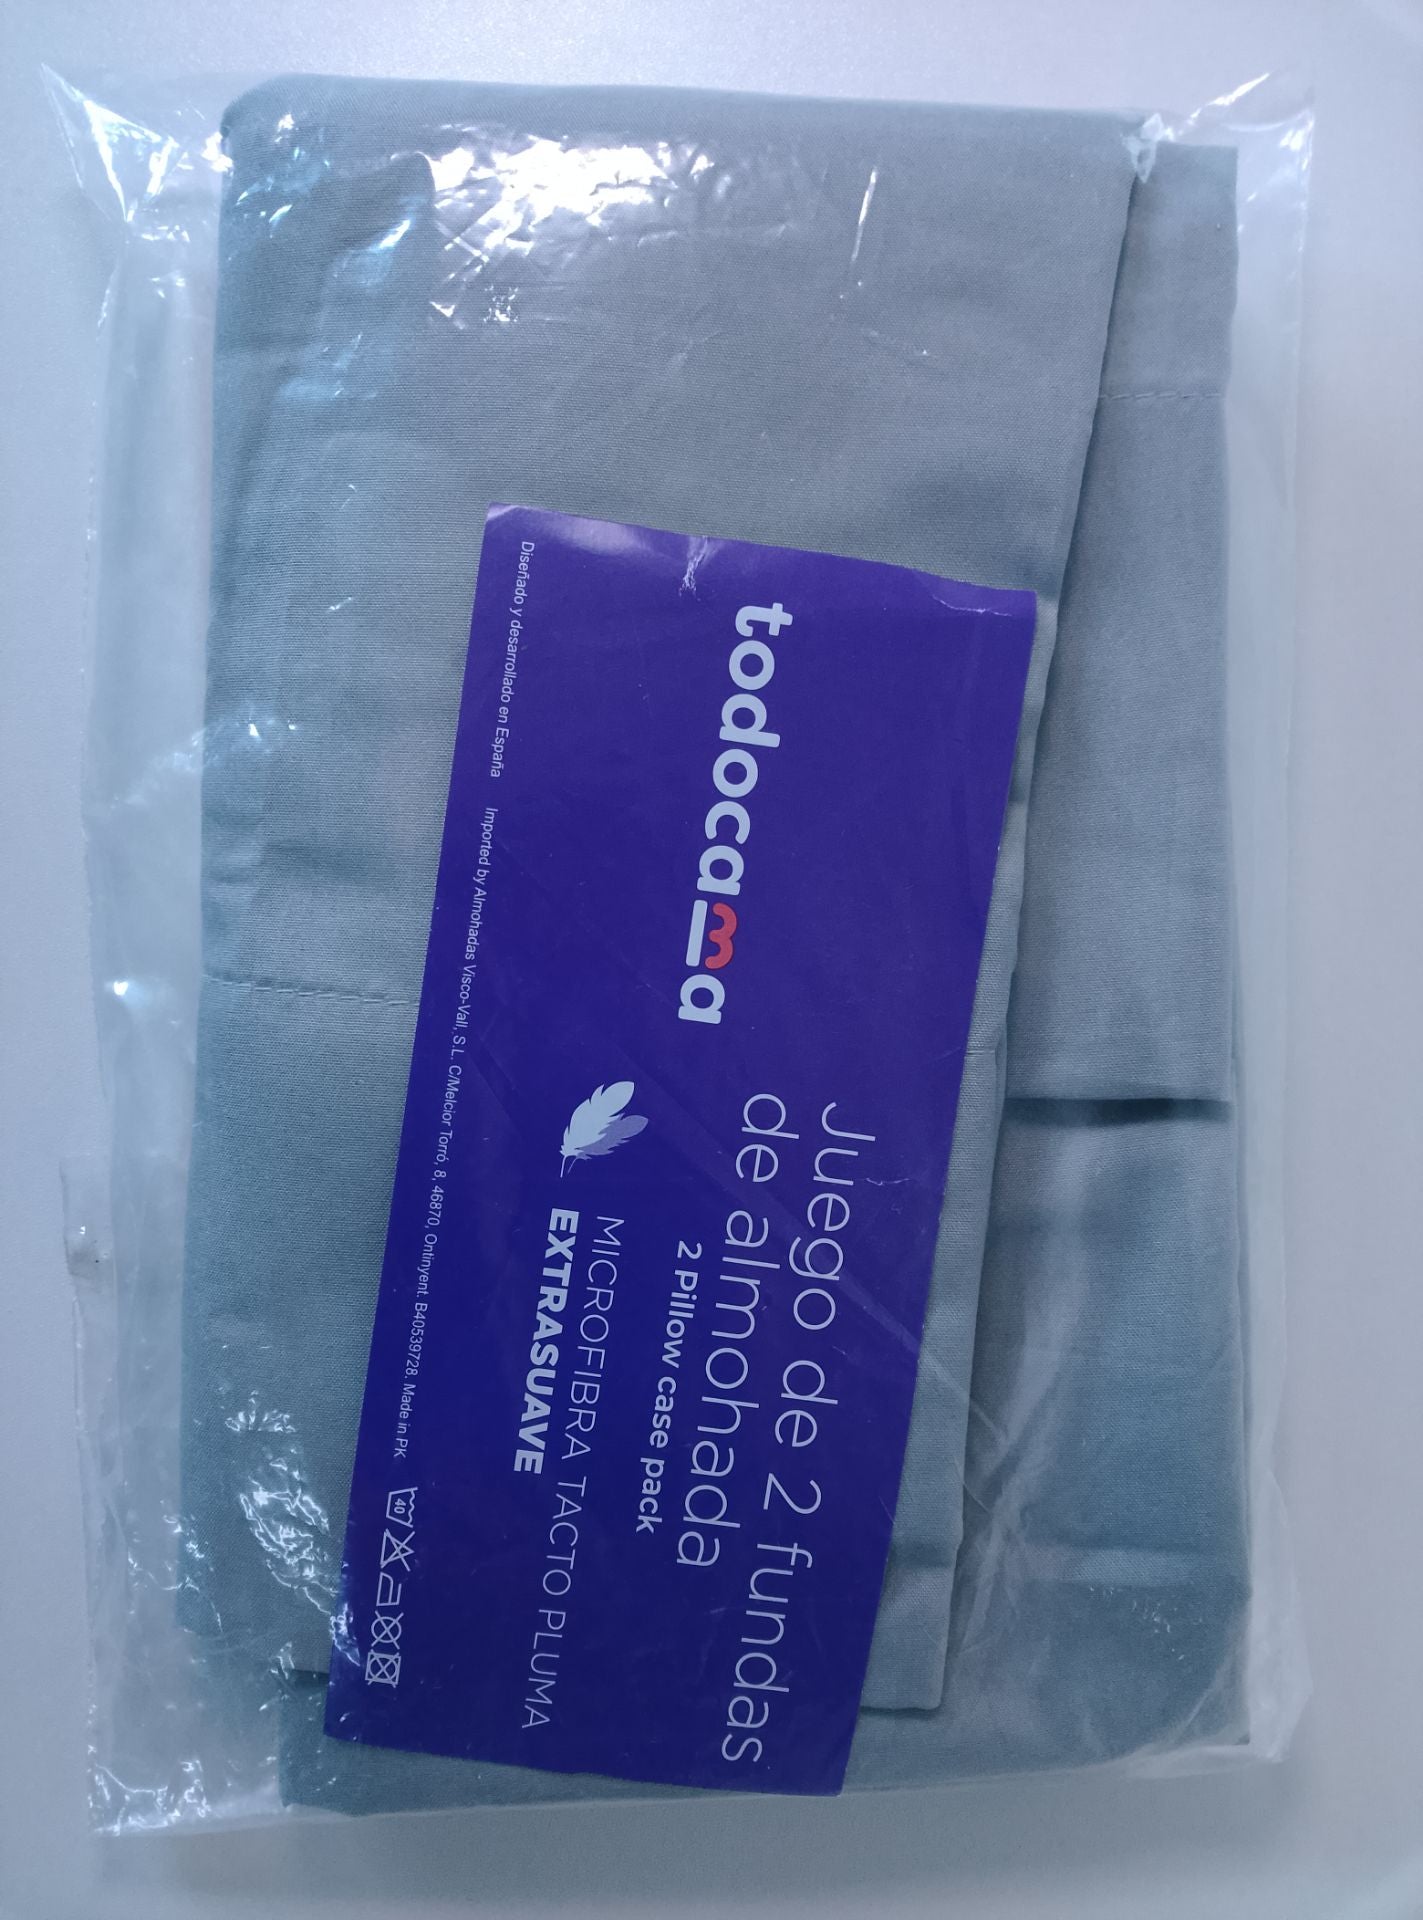 todocama
Juego de 2 fundas
de almohada
2 Pillow case pack
MICROFIBRA TACTO PLUMA
EXTRASUAVE
Diseñado y desarrollado en España Imported by Almohadas Visco-Vall, S.L. C/Melcior Torró, 8, 46870, Ontinyent. B40539728. Made in PK
40